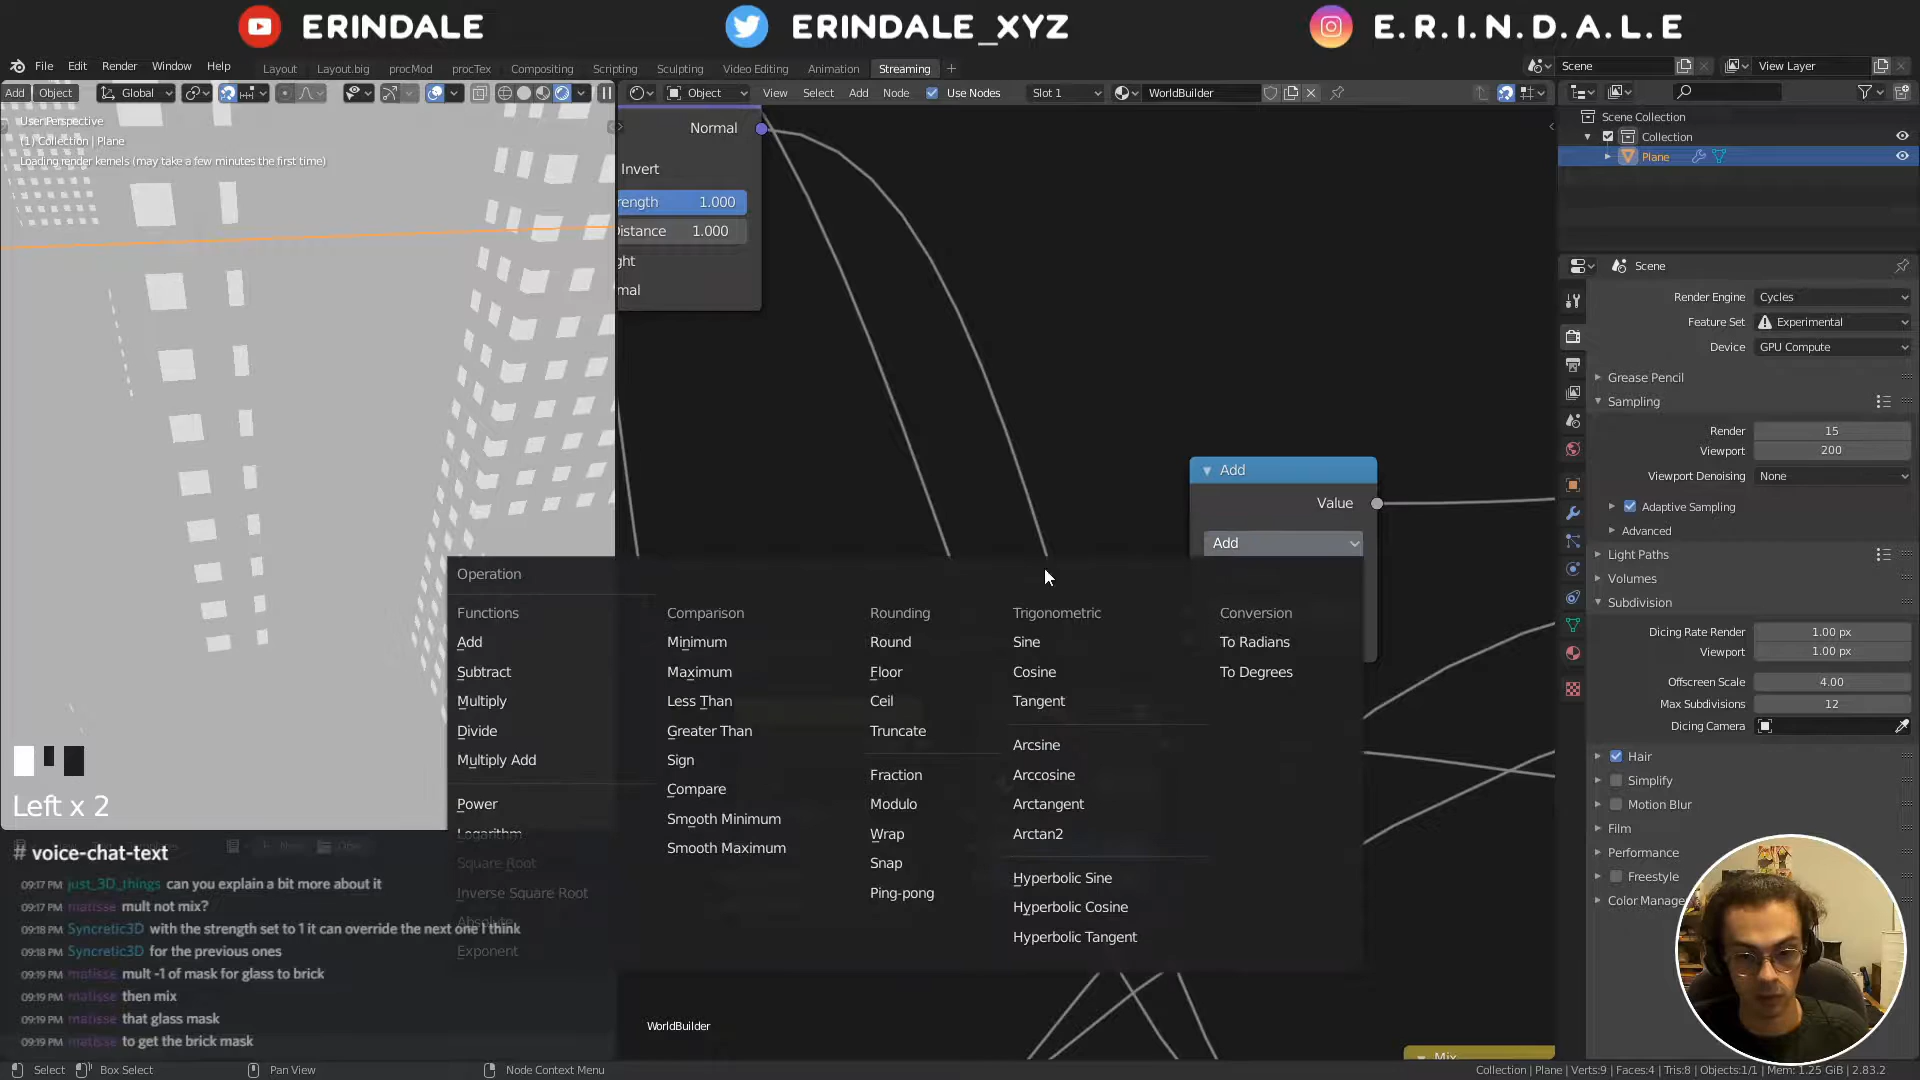 ERINDALE
ERINDALE_XYZ
E.R.I.N.D.A.L.E
File Edit Render Window Help
Layout Layout.big procMod procTex Compositing Scripting Sculpting Video Editing Animation Streaming
Scene
View Layer
Add Object Global
Object View Select Add Node Use Nodes Slot 1 WorldBuilder
User Perspective
(1) Collection | Plane
Loading render kernels (may take a few minutes the first time)
Normal
Invert
rength 1.000
Distance 1.000
ght
mal
Add
Value
Add
Operation
Functions
Add
Subtract
Multiply
Divide
Multiply Add
Power
Logarithm
Square Root
Inverse Square Root
Absolute
Exponent
Comparison
Minimum
Maximum
Less Than
Greater Than
Sign
Compare
Smooth Minimum
Smooth Maximum
Rounding
Round
Floor
Ceil
Truncate
Fraction
Modulo
Wrap
Snap
Ping-pong
Trigonometric
Sine
Cosine
Tangent
Arcsine
Arccosine
Arctangent
Arctan2
Hyperbolic Sine
Hyperbolic Cosine
Hyperbolic Tangent
Conversion
To Radians
To Degrees
Left x 2
# voice-chat-text
09:17 PM just_3D_things can you explain a bit more about it
09:17 PM matisse mult not mix?
09:18 PM Syncretic3D with the strength set to 1 it can override the next one I think
09:18 PM Syncretic3D for the previous ones
09:19 PM matisse mult -1 of mask for glass to brick
09:19 PM matisse then mix
09:19 PM matisse that glass mask
09:19 PM matisse to get the brick mask
WorldBuilder
Mix
Scene Collection
Collection
Plane
Scene
Render Engine Cycles
Feature Set Experimental
Device GPU Compute
Grease Pencil
Sampling
Render 15
Viewport 200
Viewport Denoising None
Adaptive Sampling
Advanced
Light Paths
Volumes
Subdivision
Dicing Rate Render 1.00 px
Viewport 1.00 px
Offscreen Scale 4.00
Max Subdivisions 12
Dicing Camera
Hair
Simplify
Motion Blur
Film
Performance
Freestyle
Color Manage
Select Box Select Pan View Node Context Menu
Collection | Plane | Verts:9 | Faces:4 | Tris:8 | Objects:1/1 | Mem: 1.25 GiB | 2.83.2